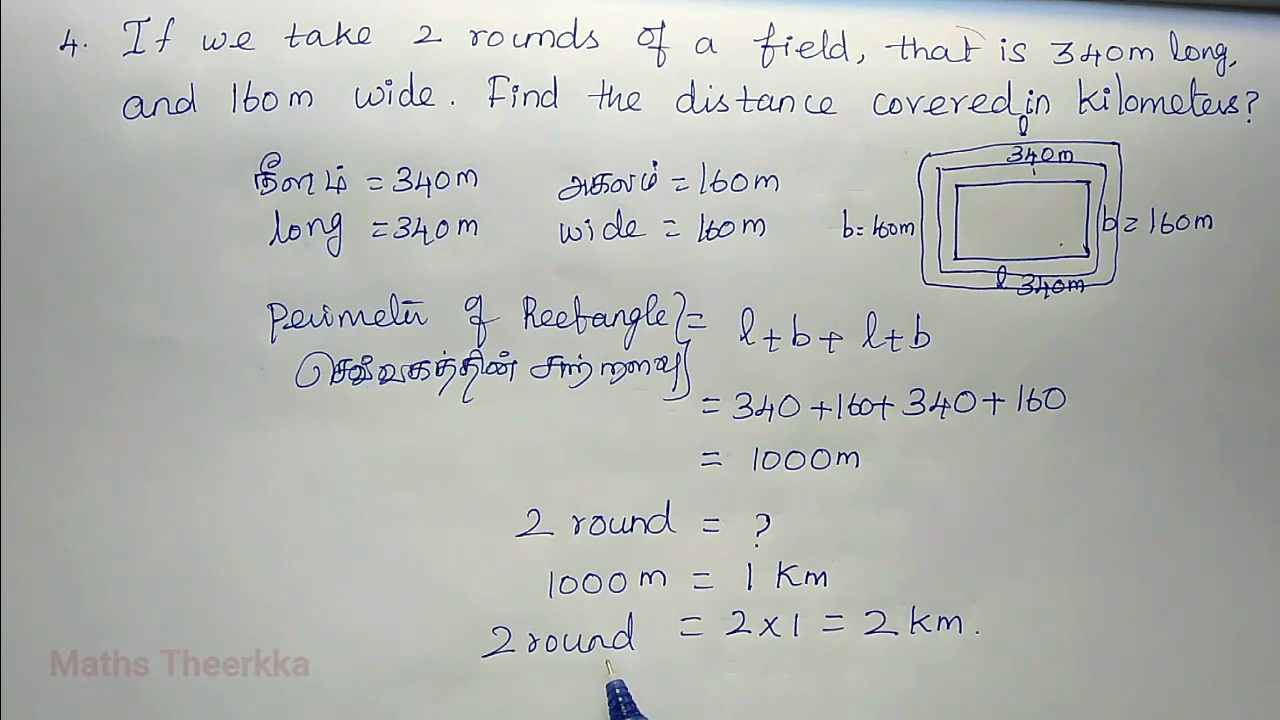 4. If we take 2 rounds of a field, that is 340m long,
and 160m wide. Find the distance covered in kilometers?
நீளம் = 340m அகலம் = 160m
long = 340m wide = 160m
l
340m
b = 160m
b = 160m
l 340m
Perimeter of Rectangle } = l + b + l + b
செவ்வகத்தின் சுற்றளவு
= 340 + 160 + 340 + 160
= 1000m
2 round = ?
1000m = 1 Km
2 round = 2 x 1 = 2 km.
Maths Theerkka